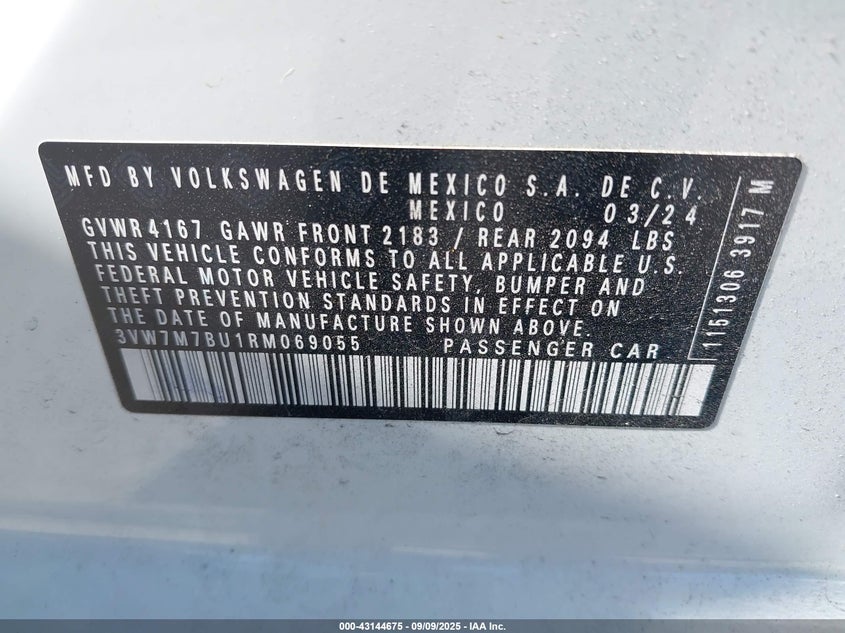 MFD BY VOLKSWAGEN DE MEXICO S.A. DE C.V.
MEXICO 03/24
GVWR 4167 GAWR FRONT 2183 / REAR 2094 LBS
THIS VEHICLE CONFORMS TO ALL APPLICABLE U.S.
FEDERAL MOTOR VEHICLE SAFETY, BUMPER AND
THEFT PREVENTION STANDARDS IN EFFECT ON
THE DATE OF MANUFACTURE SHOWN ABOVE.
3VW7M7BU1RM069055 PASSENGER CAR
1151306 3917 M
000-43144675 - 09/09/2025 - IAA Inc.